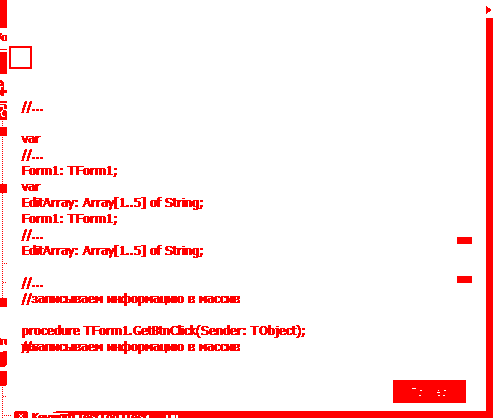 //...
var
//...
Form1: TForm1;
var
EditArray: Array[1..5] of String;
Form1: TForm1;
//...
EditArray: Array[1..5] of String;
//...
//записываем информацию в массив
procedure TForm1.GetBtnClick(Sender: TObject);
//записываем информацию в массив